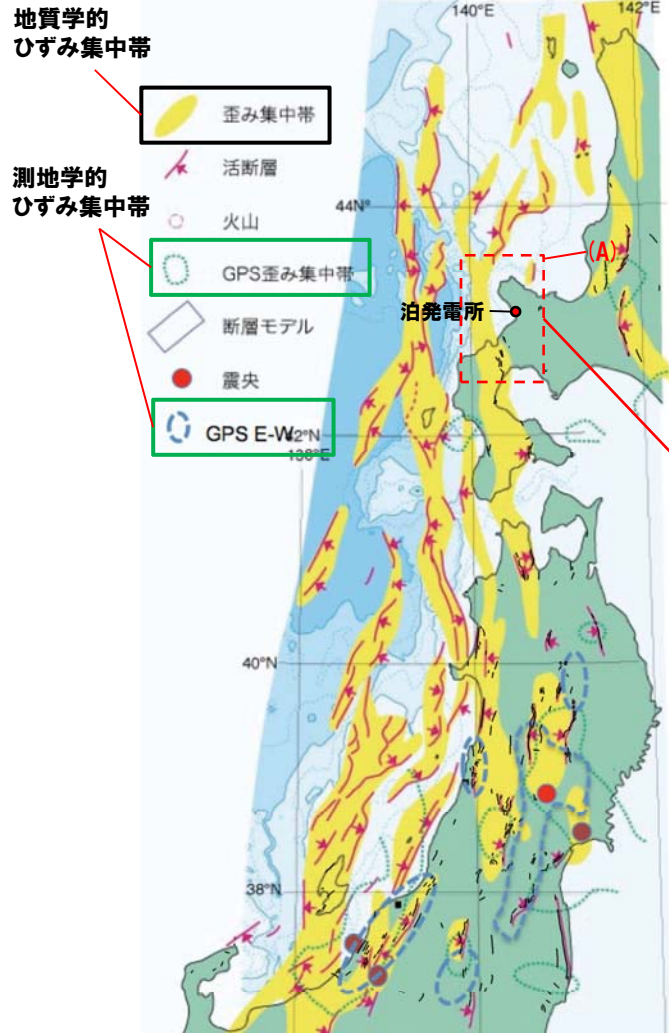 140°E
142°E
地質学的
ひずみ集中帯
歪み集中帯
活断層
測地学的
ひずみ集中帯
44N°
火山
(A)
GPS歪み集中帯
泊発電所
断層モデル
震央
GPS E-W
42°N
138°E
40°N
38°N